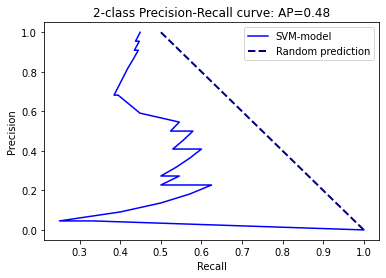 2-class Precision-Recall curve: AP=0.48
SVM-model
Random prediction
Precision
1.0
0.8
0.6
0.4
0.2
0.0
0.3 0.4 0.5 0.6 0.7 0.8 0.9 1.0
Recall